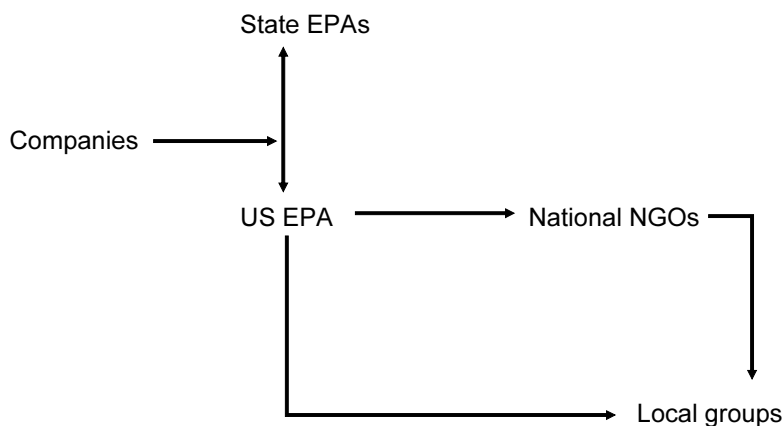 State EPAs
Companies
US EPA
National NGOs
Local groups